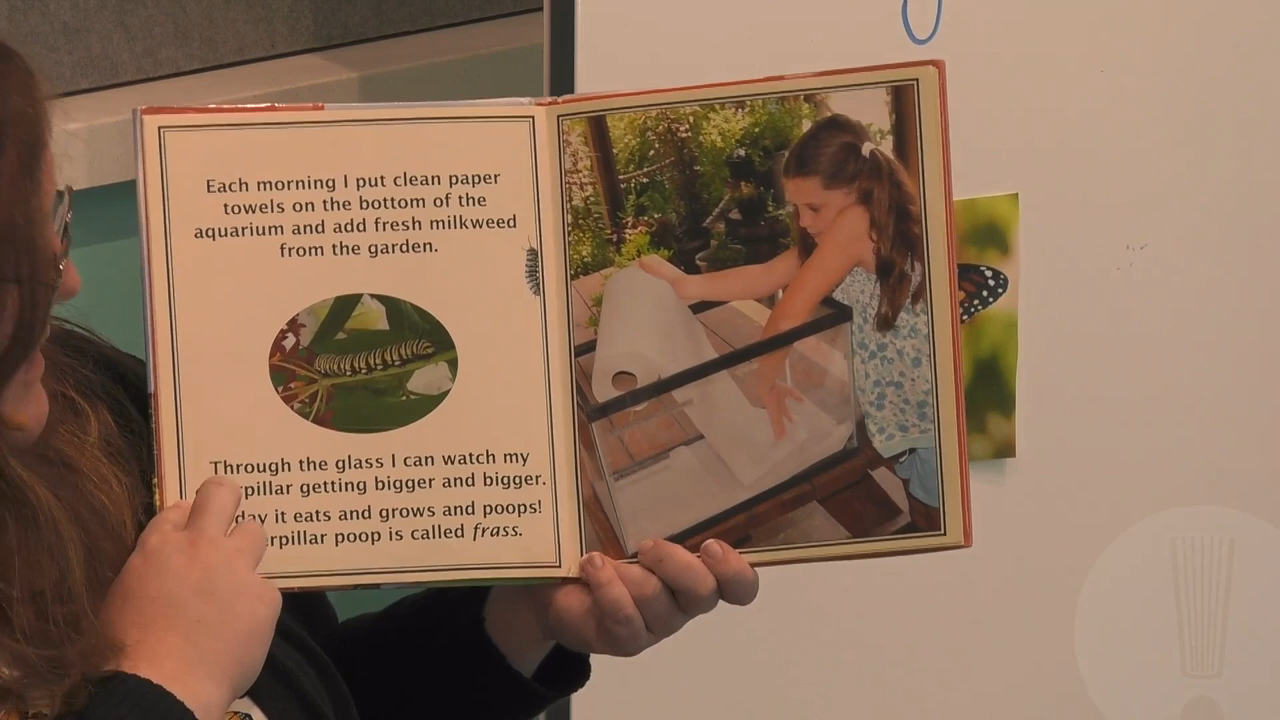 Each morning I put clean paper
towels on the bottom of the
aquarium and add fresh milkweed
from the garden.
Through the glass I can watch my
rpillar getting bigger and bigger.
day it eats and grows and poops!
erpillar poop is called frass.